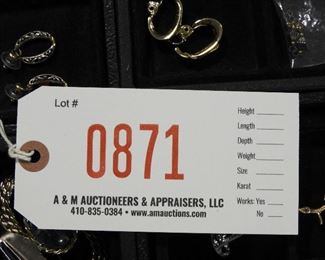 Lot #
0871
A & M AUCTIONEERS & APPRAISERS, LLC
410-835-0384 • www.amauctions.com
Height
Length
Depth
Weight
Size
Karat
Works: Yes
No